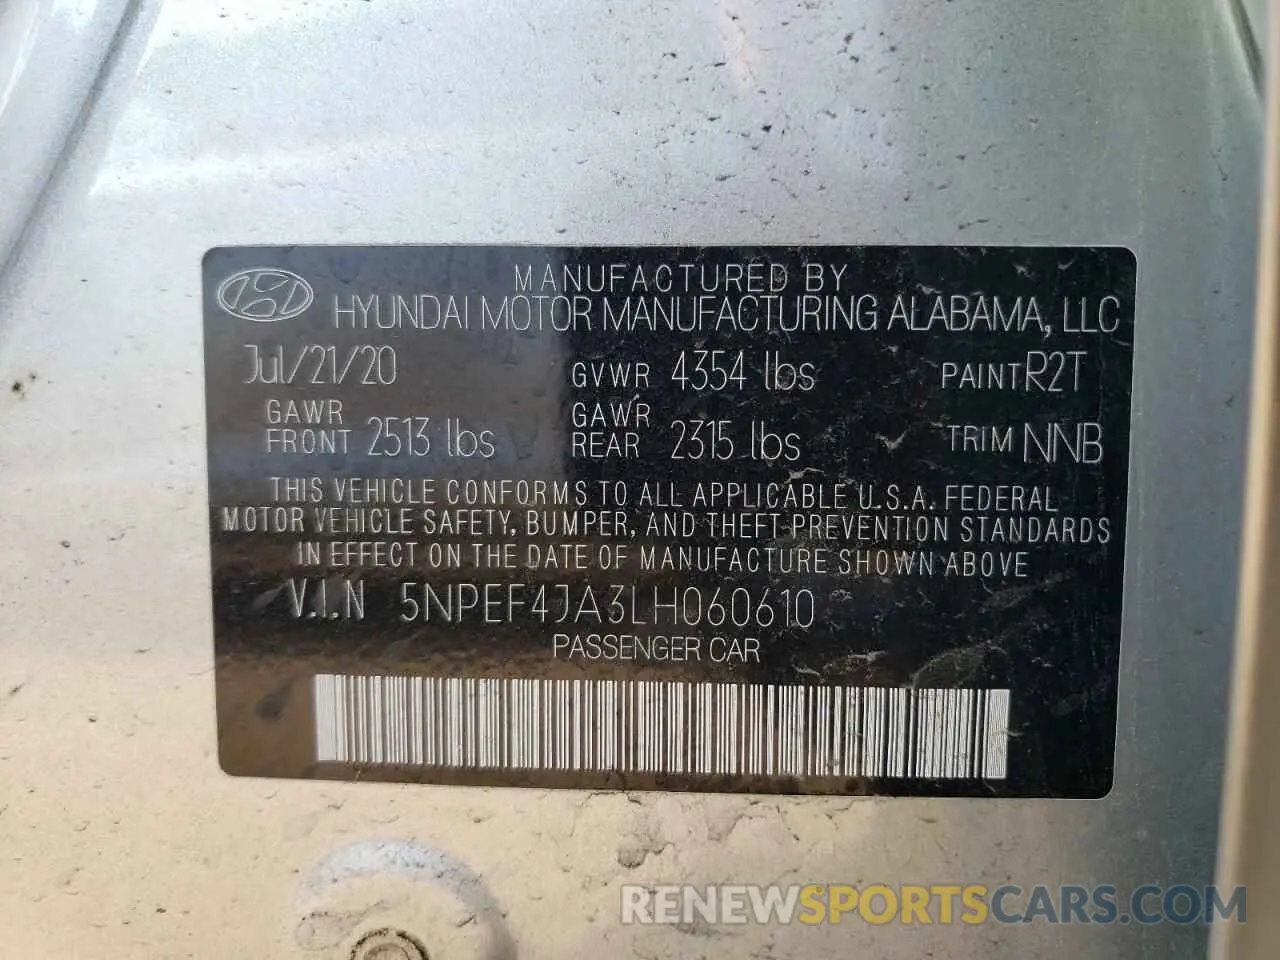 MANUFACTURED BY
HYUNDAI MOTOR MANUFACTURING ALABAMA, LLC
Jul/21/20 GVWR 4354 lbs PAINT R2T
GAWR FRONT 2513 lbs GAWR REAR 2315 lbs TRIM NNB
THIS VEHICLE CONFORMS TO ALL APPLICABLE U.S.A. FEDERAL
MOTOR VEHICLE SAFETY, BUMPER, AND THEFT PREVENTION STANDARDS
IN EFFECT ON THE DATE OF MANUFACTURE SHOWN ABOVE
V.I.N 5NPEF4JA3LH060610
PASSENGER CAR
RENEWSPORTSCARS.COM